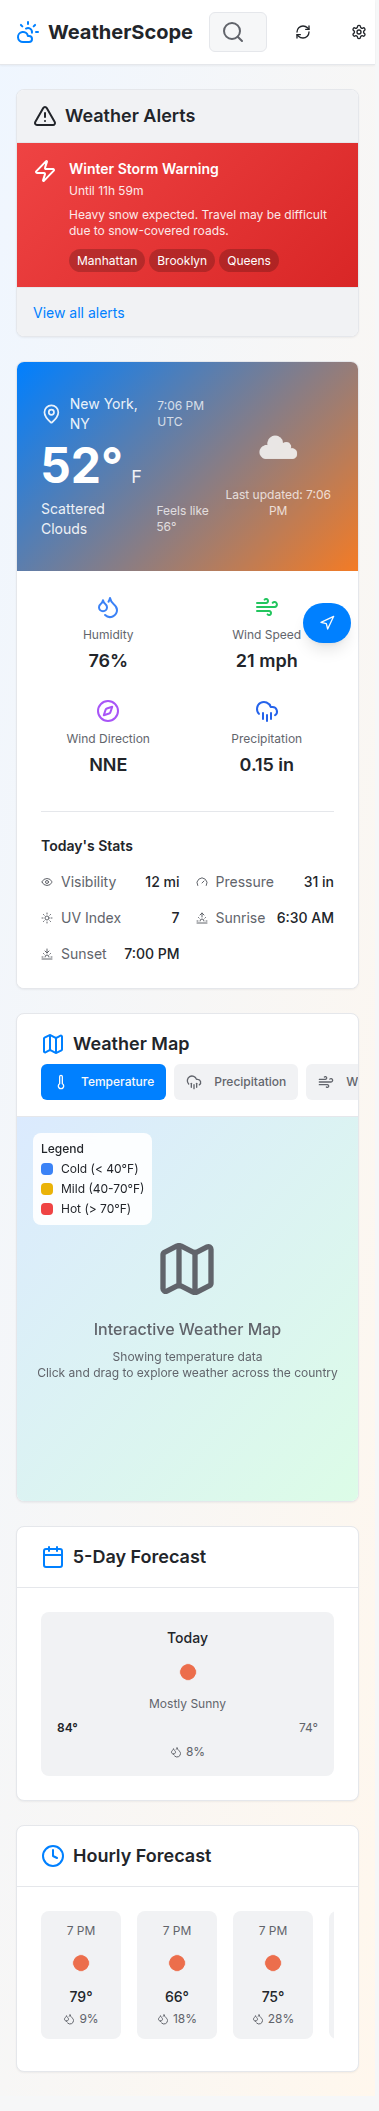 WeatherScope
Weather Alerts
Winter Storm Warning
Until 11h 59m
Heavy snow expected. Travel may be difficult
due to snow-covered roads.
Manhattan Brooklyn Queens
View all alerts
New York,
NY
7:06 PM
UTC
52° F
Scattered
Clouds
Feels like
56°
Last updated: 7:06
PM
Humidity
76%
Wind Speed
21 mph
Wind Direction
NNE
Precipitation
0.15 in
Today's Stats
Visibility 12 mi
Pressure 31 in
UV Index 7
Sunrise 6:30 AM
Sunset 7:00 PM
Weather Map
Temperature Precipitation W
Legend
Cold (< 40°F)
Mild (40-70°F)
Hot (> 70°F)
Interactive Weather Map
Showing temperature data
Click and drag to explore weather across the country
5-Day Forecast
Today
Mostly Sunny
84° 74°
8%
Hourly Forecast
7 PM 7 PM 7 PM
79° 66° 75°
9% 18% 28%